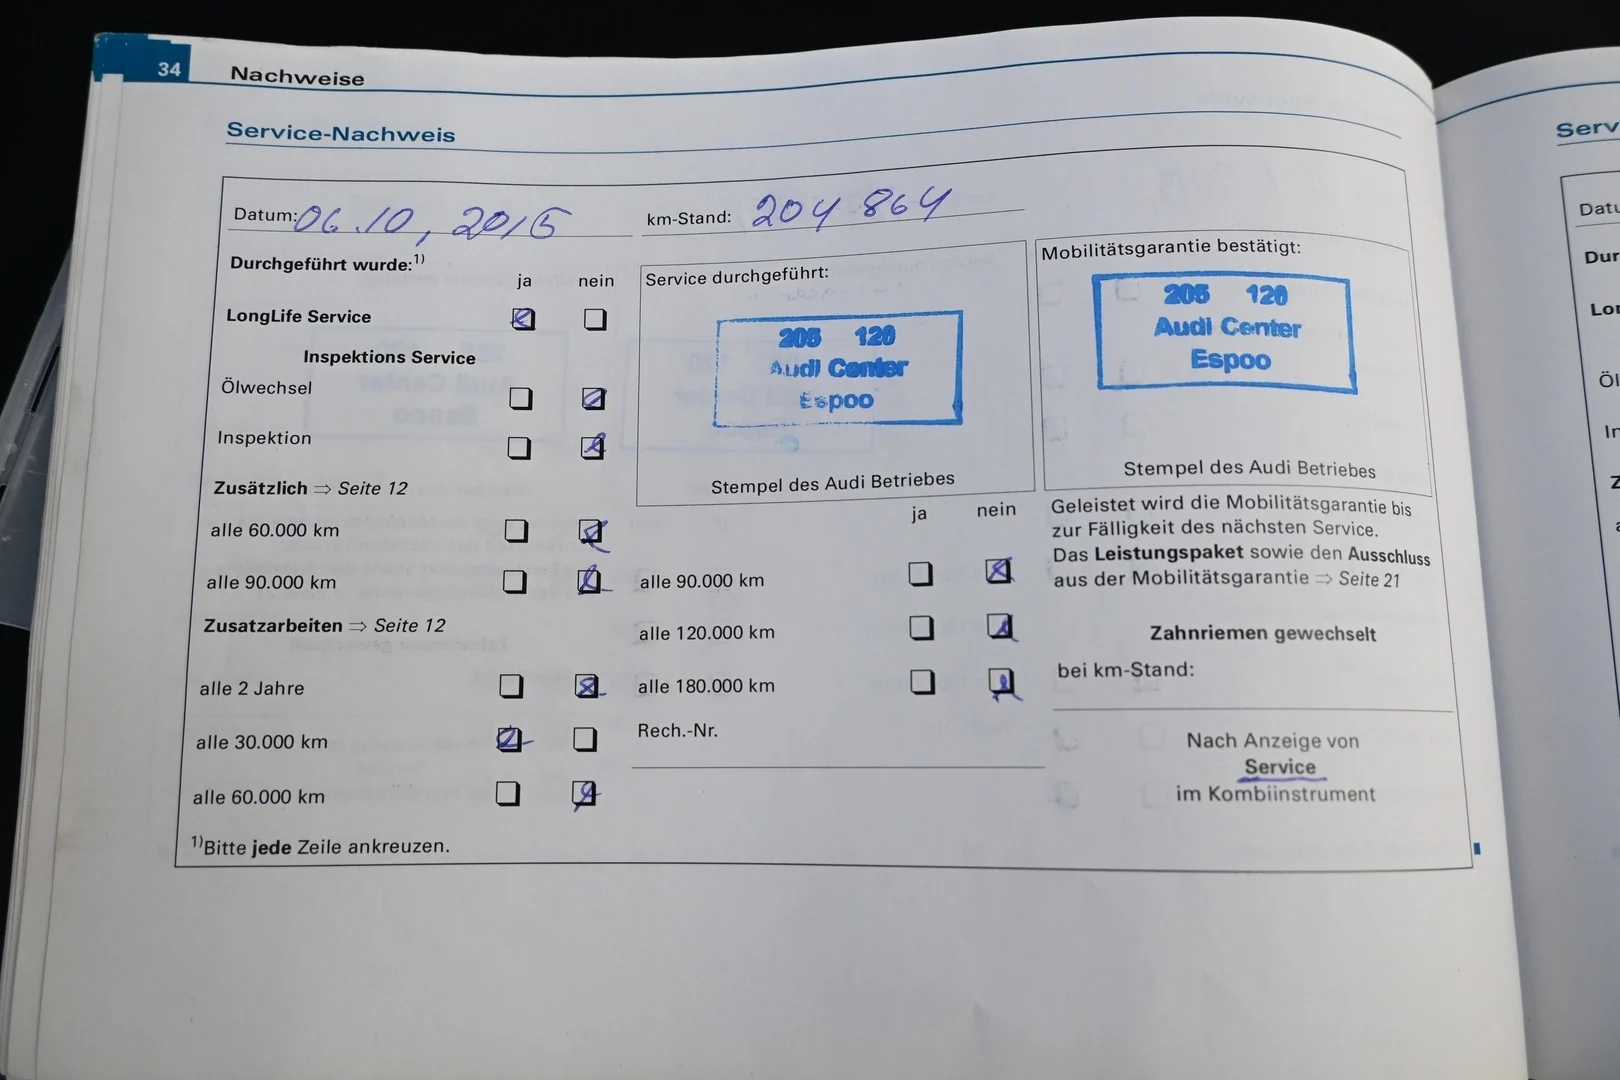 34 Nachweise
Service-Nachweis
Datum: 06.10, 2015 km-Stand: 204 864
Durchgeführt wurde:1)
ja nein
LongLife Service
Inspektions Service
Ölwechsel
Inspektion
Zusätzlich ⇒ Seite 12
alle 60.000 km
alle 90.000 km
Zusatzarbeiten ⇒ Seite 12
alle 2 Jahre
alle 30.000 km
alle 60.000 km
1)Bitte jede Zeile ankreuzen.
Service durchgeführt:
205 120
Audi Center
Espoo
Stempel des Audi Betriebes
ja nein
alle 90.000 km
alle 120.000 km
alle 180.000 km
Rech.-Nr.
Mobilitätsgarantie bestätigt:
205 120
Audi Center
Espoo
Stempel des Audi Betriebes
Geleistet wird die Mobilitätsgarantie bis
zur Fälligkeit des nächsten Service.
Das Leistungspaket sowie den Ausschluss
aus der Mobilitätsgarantie ⇒ Seite 21
Zahnriemen gewechselt
bei km-Stand:
Nach Anzeige von
Service
im Kombiinstrument
Serv
Datu
Dur
Lon
Öl
In
Z